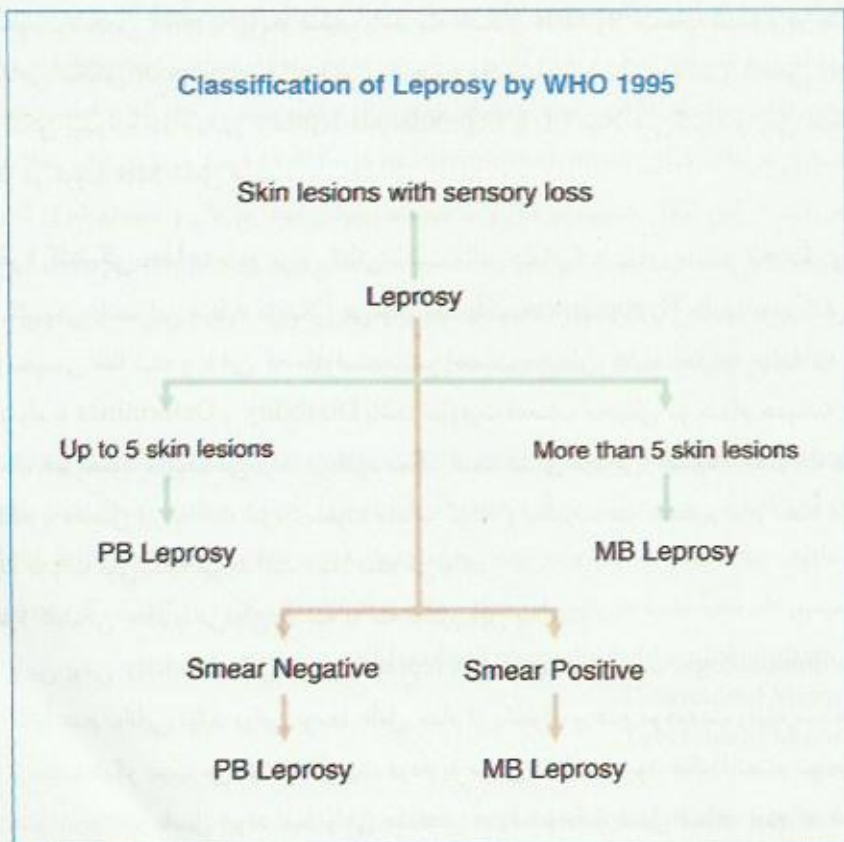 Classification of Leprosy by WHO 1995
Skin lesions with sensory loss
Leprosy
Up to 5 skin lesions
More than 5 skin lesions
PB Leprosy
MB Leprosy
Smear Negative
Smear Positive
PB Leprosy
MB Leprosy